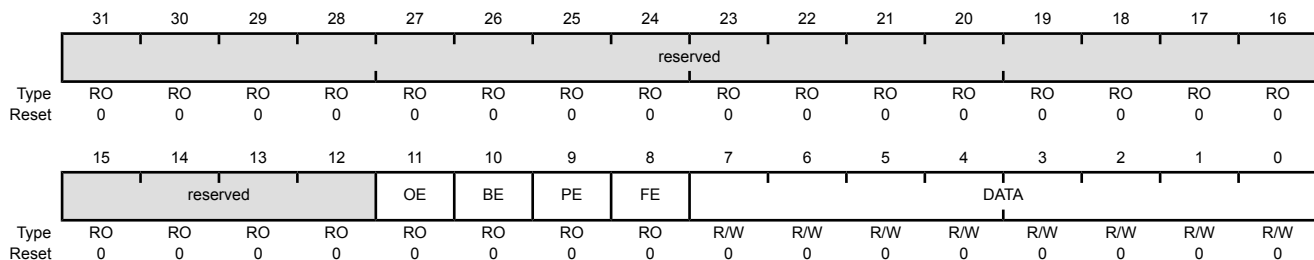 31 30 29 28 27 26 25 24 23 22 21 20 19 18 17 16
reserved
Type RO RO RO RO RO RO RO RO RO RO RO RO RO RO RO RO
Reset 0 0 0 0 0 0 0 0 0 0 0 0 0 0 0 0
15 14 13 12 11 10 9 8 7 6 5 4 3 2 1 0
reserved OE BE PE FE DATA
Type RO RO RO RO RO RO RO RO R/W R/W R/W R/W R/W R/W R/W R/W
Reset 0 0 0 0 0 0 0 0 0 0 0 0 0 0 0 0